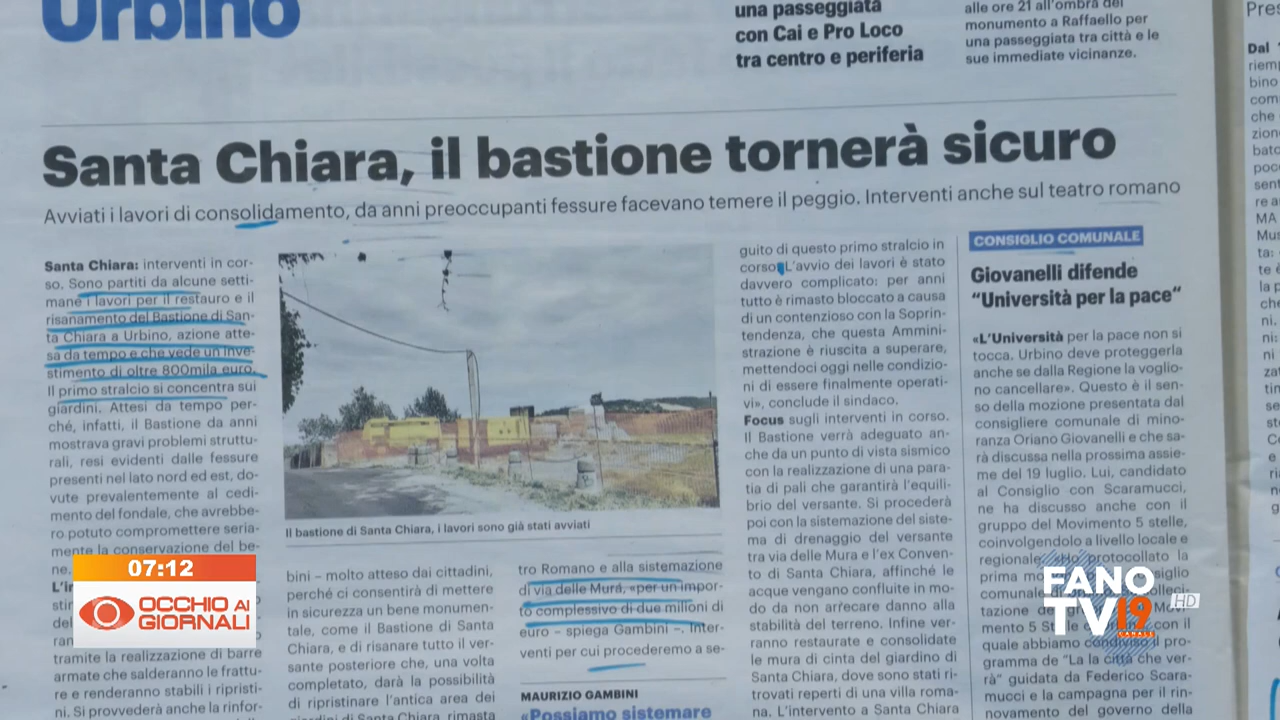 Urbino
una passeggiata
con Cai e Pro Loco
tra centro e periferia
alle ore 21 all'ombra del
monumento a Raffaello per
una passeggiata tra città e le
sue immediate vicinanze.
Santa Chiara, il bastione tornerà sicuro
Avviati i lavori di consolidamento, da anni preoccupanti fessure facevano temere il peggio. Interventi anche sul teatro romano
Santa Chiara: interventi in cor-
so. Sono partiti da alcune setti-
mane i lavori per il restauro e il
risanamento del Bastione di San-
ta Chiara a Urbino, azione atte-
sa da tempo e che vede un inve-
stimento di oltre 800mila euro.
Il primo stralcio si concentra sui
giardini. Attesi da tempo per-
ché, infatti, il Bastione da anni
mostrava gravi problemi struttu-
rali, resi evidenti dalle fessure
presenti nel lato nord ed est, do-
vute prevalentemente al cedi-
mento del fondale, che avrebbe-
ro potuto compromettere seria-
mente la conservazione del be-
ne.
tramite la realizzazione di barre
armate che salderanno le frattu-
re e renderanno stabili i ripristi-
ni. Si provvederà anche la rinfor-
Il bastione di Santa Chiara, i lavori sono già stati avviati
bini – molto atteso dai cittadini,
perché ci consentirà di mettere
in sicurezza un bene monumen-
tale, come il Bastione di Santa
Chiara, e di risanare tutto il ver-
sante posteriore che, una volta
completato, darà la possibilità
di ripristinare l'antica area dei
giardini di Santa Chiara, rimasta
tro Romano e alla sistemazione
di via delle Mura, «per un impor-
to complessivo di due milioni di
euro – spiega Gambini –. Inter-
venti per cui procederemo a se-
MAURIZIO GAMBINI
«Possiamo sistemare
guito di questo primo stralcio in
corso. L'avvio dei lavori è stato
davvero complicato: per anni
tutto è rimasto bloccato a causa
di un contenzioso con la Soprin-
tendenza, che questa Ammini-
strazione è riuscita a superare,
mettendoci oggi nelle condizio-
ni di essere finalmente operati-
vi», conclude il sindaco.
Focus sugli interventi in corso.
Il Bastione verrà adeguato an-
che da un punto di vista sismico
con la realizzazione di una para-
tia di pali che garantirà l'equili-
brio del versante. Si procederà
poi con la sistemazione del siste-
ma di drenaggio del versante
tra via delle Mura e l'ex Conven-
to di Santa Chiara, affinché le
acque vengano confluite in mo-
do da non arrecare danno alla
stabilità del terreno. Infine ver-
ranno restaurate e consolidate
le mura di cinta del giardino di
Santa Chiara, dove sono stati ri-
trovati reperti di una villa roma-
na. L'intervento a Santa Chiara
CONSIGLIO COMUNALE
Giovanelli difende
"Università per la pace"
«L'Università per la pace non si
tocca. Urbino deve proteggerla
anche se dalla Regione la voglio-
no cancellare». Questo è il sen-
so della mozione presentata dal
consigliere comunale di mino-
ranza Oriano Giovanelli e che sa-
rà discussa nella prossima assise
me del 19 luglio. Lui, candidato
al Consiglio con Scaramucci,
ne ha discusso anche con il
gruppo del Movimento 5 stelle,
coinvolgendolo a livello locale e
regionale. «Ho protocollato la
prima
comunale
tazione
mento 5 Stelle con il
quale abbiamo condiviso il pro-
gramma de "La la città che ver-
rà" guidata da Federico Scara-
mucci e la campagna per il rin-
novamento del governo della
07:12
OCCHIO AI
GIORNALI
FANO
TV 19
CANALE
HD